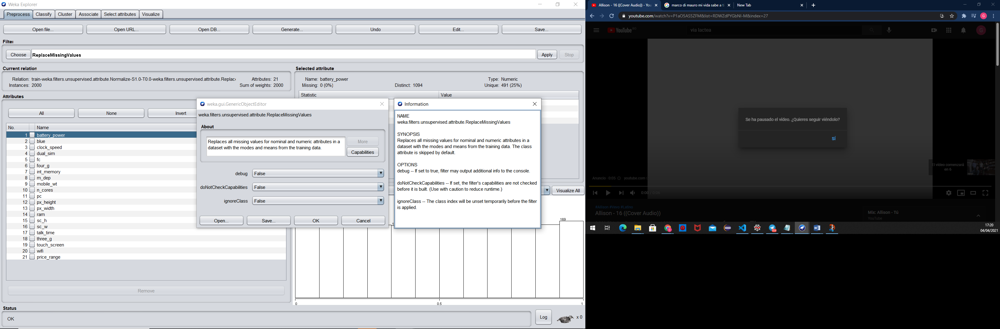 Weka Explorer
Preprocess
Classify
Cluster
Associate
Select attributes
Visualize
Open file...
Open URL...
Open DB...
Generate...
Undo
Edit...
Save...
Filter
Choose
ReplaceMissingValues
Apply
Stop
Current relation
Relation: train-weka.filters.unsupervised.attribute.Normalize-S1.0-T0.0-weka.filters.unsupervised.attribute.Replac
Attributes: 21
Instances: 2000
Sum of weights: 2000
Selected attribute
Name: battery_power
Type: Numeric
Missing: 0 (0%)
Distinct: 1094
Unique: 491 (25%)
Statistic
Value
Attributes
All
None
Invert
No.
Name
1 battery_power
2 blue
3 clock_speed
4 dual_sim
5 fc
6 four_g
7 int_memory
8 m_dep
9 mobile_wt
10 n_cores
11 pc
12 px_height
13 px_width
14 ram
15 sc_h
16 sc_w
17 talk_time
18 three_g
19 touch_screen
20 wifi
21 price_range
Remove
Status
OK
Log
x 0
weka.gui.GenericObjectEditor
weka.filters.unsupervised.attribute.ReplaceMissingValues
About
Replaces all missing values for nominal and numeric attributes in a
dataset with the modes and means from the training data.
More
Capabilities
debug False
doNotCheckCapabilities False
ignoreClass False
Open...
Save...
OK
Cancel
Information
NAME
weka.filters.unsupervised.attribute.ReplaceMissingValues
SYNOPSIS
Replaces all missing values for nominal and numeric attributes in a
dataset with the modes and means from the training data. The class
attribute is skipped by default.
OPTIONS
debug -- If set to true, filter may output additional info to the console.
doNotCheckCapabilities -- If set, the filter's capabilities are not checked
before it is built. (Use with caution to reduce runtime.)
ignoreClass -- The class index will be unset temporarily before the filter
is applied.
Visualize All
169
0
0.5
1
Allison - 16 ((Cover Audio)) - You
marco di mauro mi vida sabe a ti
New Tab
youtube.com/watch?v=P1aO5AS5ZFM&list=RDWZdPYGbNI-M&index=27
G
YouTube BO
via lactea
G
Se ha pausado el vídeo. ¿Quieres seguir viéndolo?
SÍ
El vídeo comenzará
en 6
Anuncio · 0:05
youtube.com
0:00 / 0:06
#Allison #Vevo #Latino
Allison - 16 ((Cover Audio))
Mix: Allison - Tú
YouTube
17:20
04/04/2021